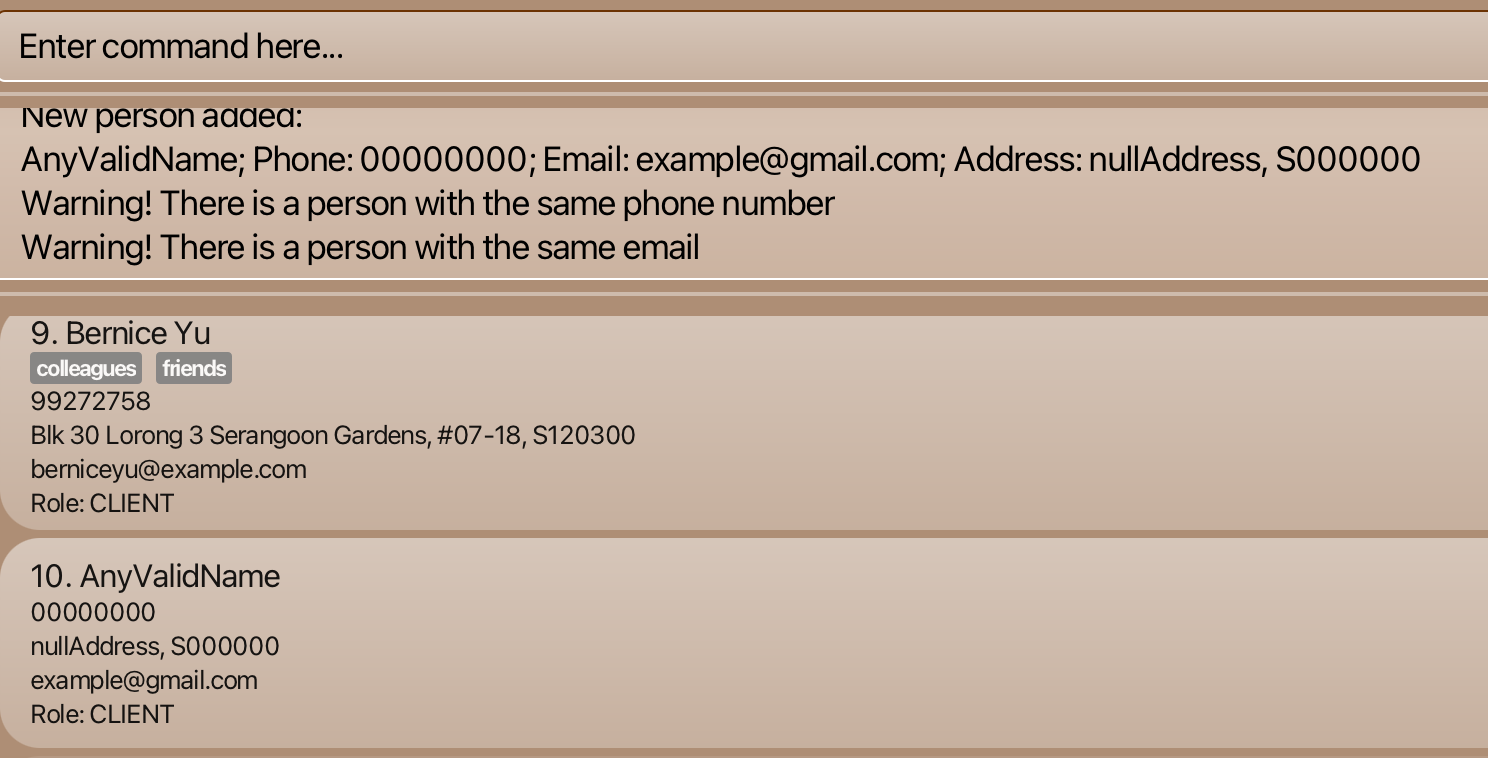 Enter command here...
New person added:
AnyValidName; Phone: 00000000; Email: example@gmail.com; Address: nullAddress, S000000
Warning! There is a person with the same phone number
Warning! There is a person with the same email
9. Bernice Yu
colleagues friends
99272758
Blk 30 Lorong 3 Serangoon Gardens, #07-18, S120300
berniceyu@example.com
Role: CLIENT
10. AnyValidName
00000000
nullAddress, S000000
example@gmail.com
Role: CLIENT